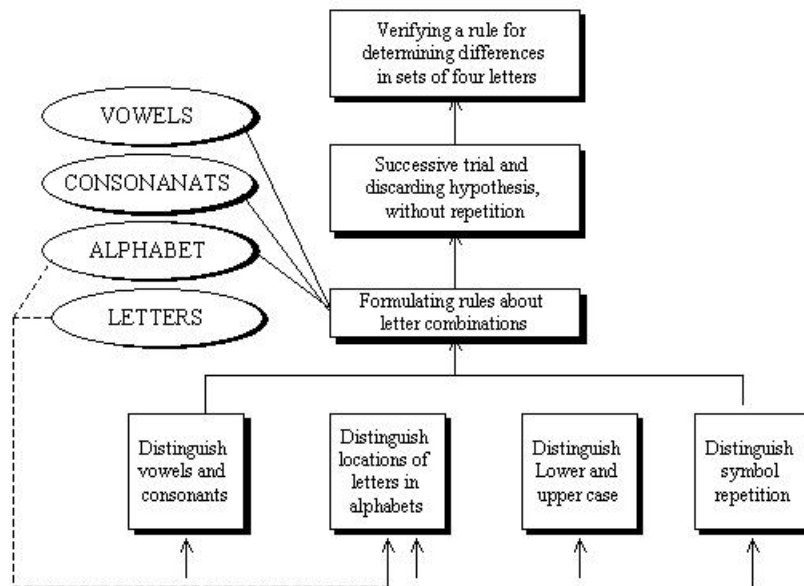 Verifying a rule for
determining differences
in sets of four letters
VOWELS
CONSONANATS
ALPHABET
LETTERS
Successive trial and
discarding hypothesis,
without repetition
Formulating rules about
letter combinations
Distinguish
vowels and
consonants
Distinguish
locations of
letters in
alphabets
Distinguish
Lower and
upper case
Distinguish
symbol
repetition